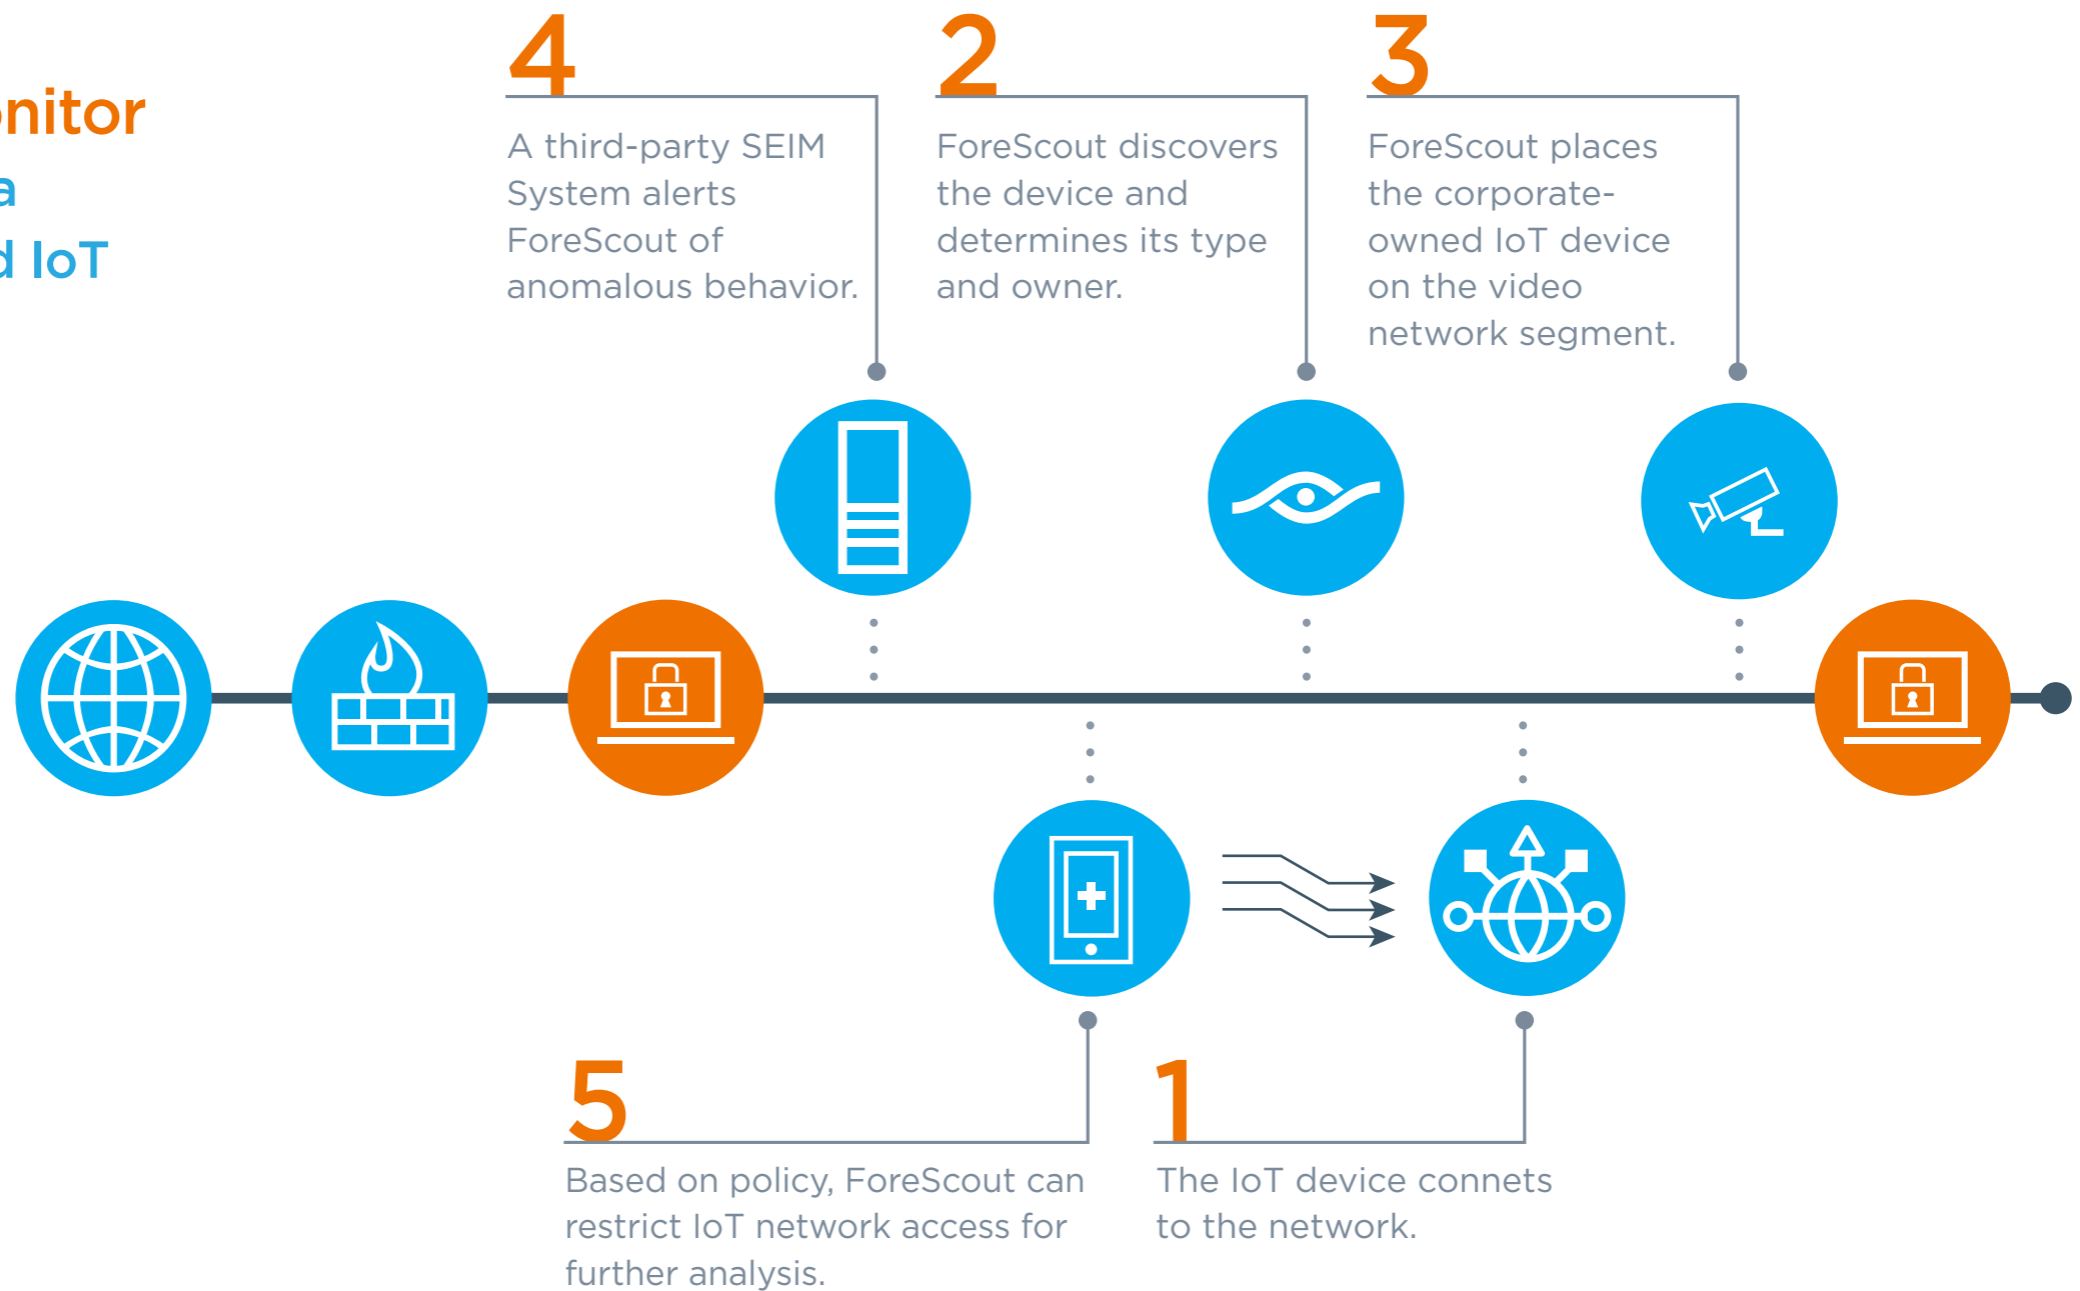 onitor
a
d IoT
4
A third-party SEIM
System alerts
ForeScout of
anomalous behavior.
2
ForeScout discovers
the device and
determines its type
and owner.
3
ForeScout places
the corporate-
owned IoT device
on the video
network segment.
5
Based on policy, ForeScout can
restrict IoT network access for
further analysis.
1
The IoT device connets
to the network.